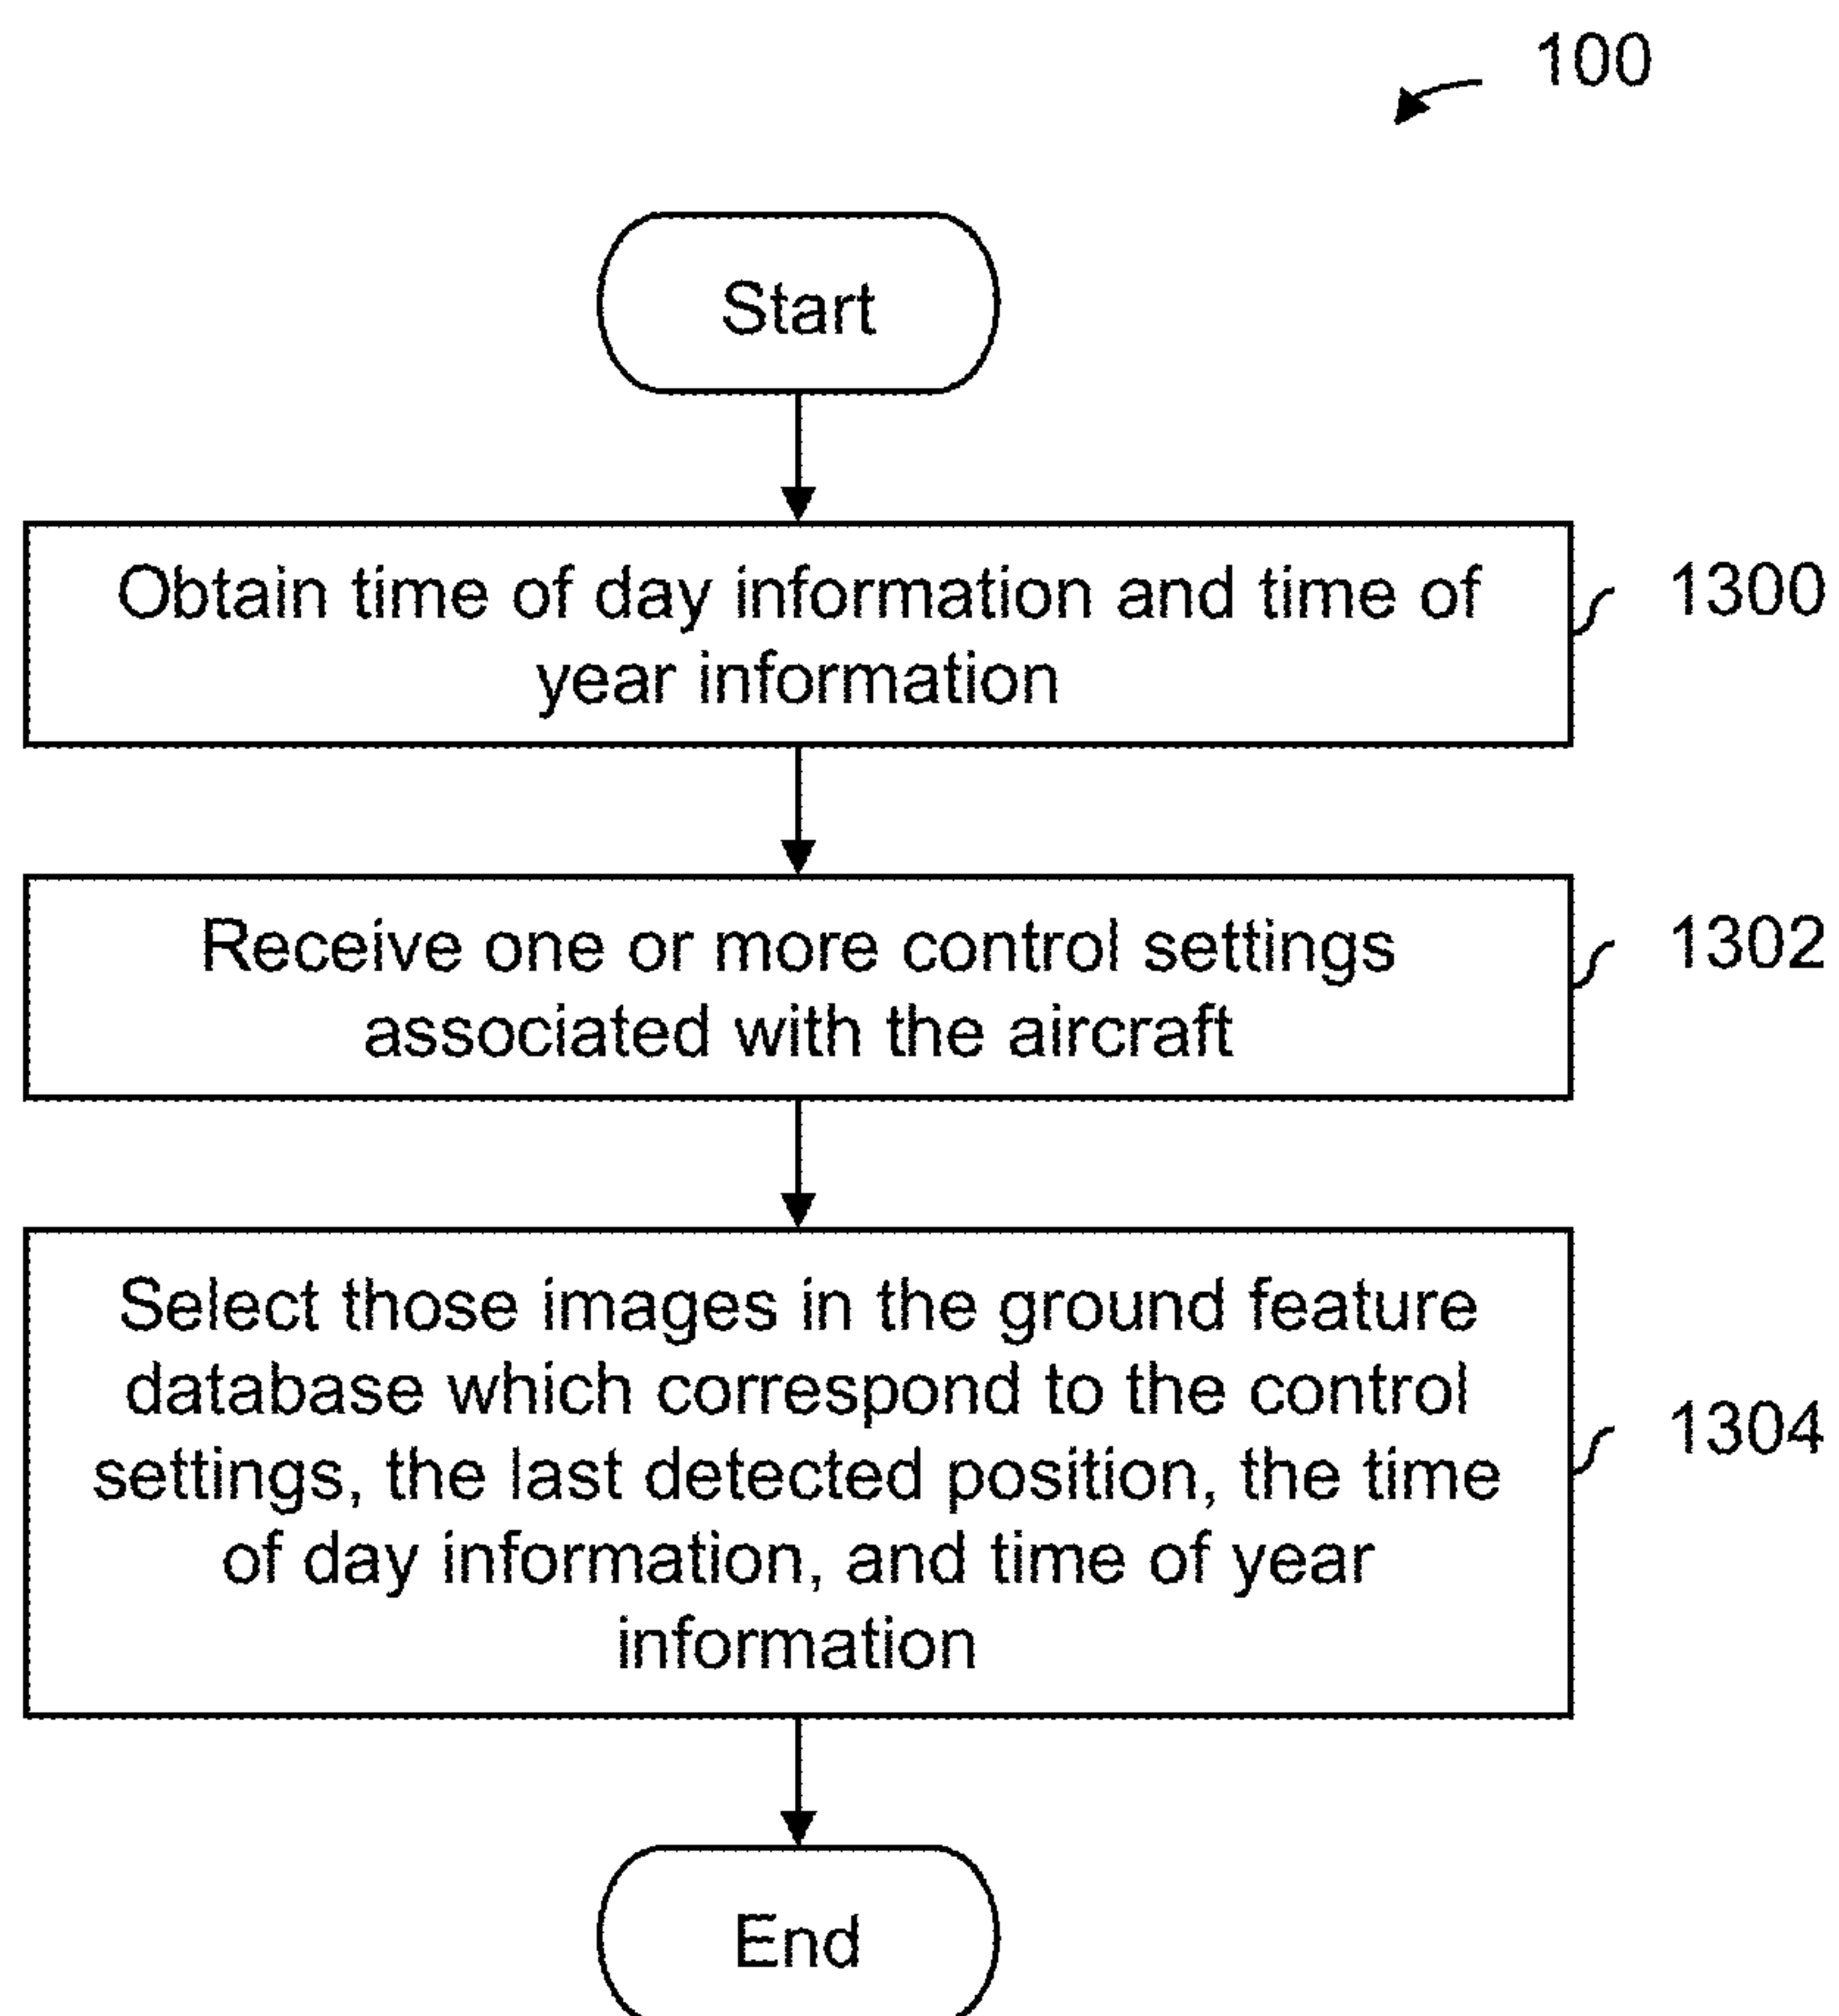 100
Start
Obtain time of day information and time of
year information
1300
Receive one or more control settings
associated with the aircraft
1302
Select those images in the ground feature
database which correspond to the control
settings, the last detected position, the time
of day information, and time of year
information
1304
End